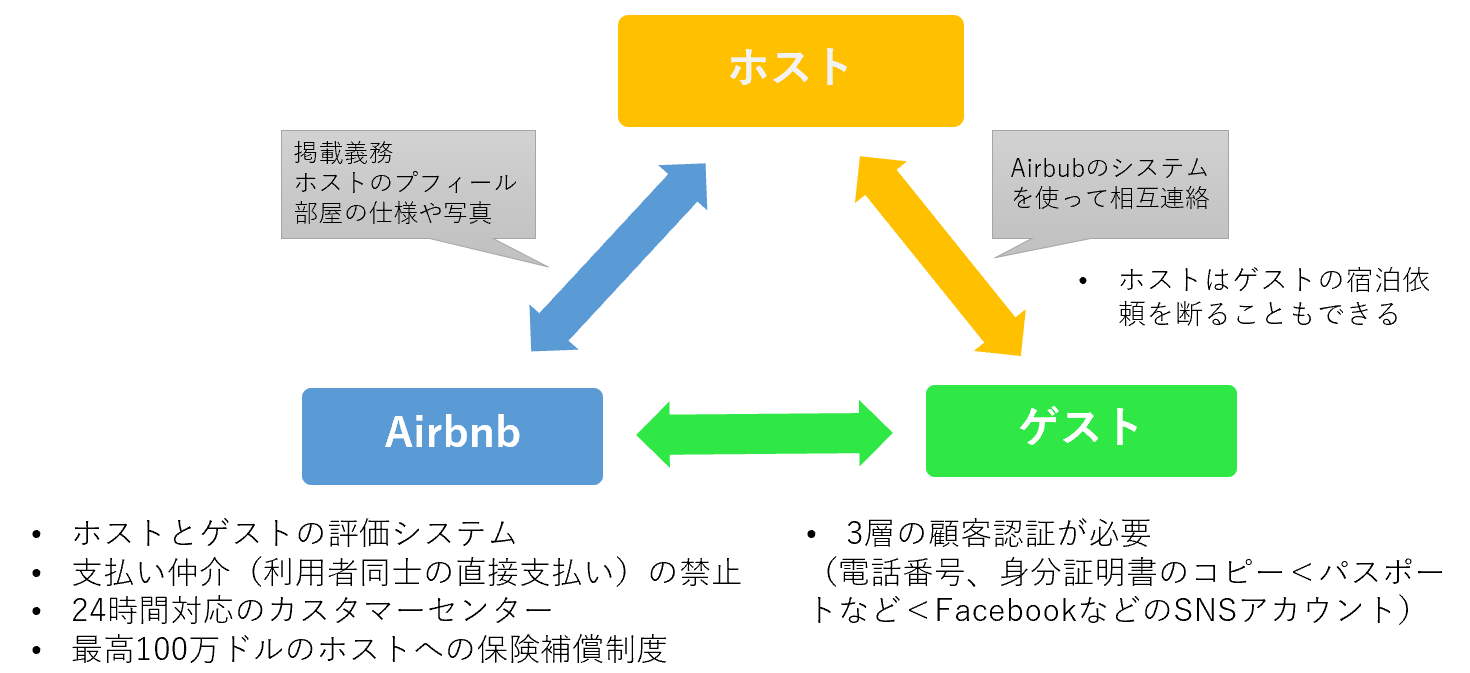 ホスト
掲載義務
ホストのプフィール
部屋の仕様や写真
Airbubのシステム
を使って相互連絡
• ホストはゲストの宿泊依
頼を断ることもできる
Airbnb
ゲスト
• ホストとゲストの評価システム
• 支払い仲介（利用者同士の直接支払い）の禁止
• 24時間対応のカスタマーセンター
• 最高100万ドルのホストへの保険補償制度
• 3層の顧客認証が必要
（電話番号、身分証明書のコピー＜パスポー
トなど＜FacebookなどのSNSアカウント）